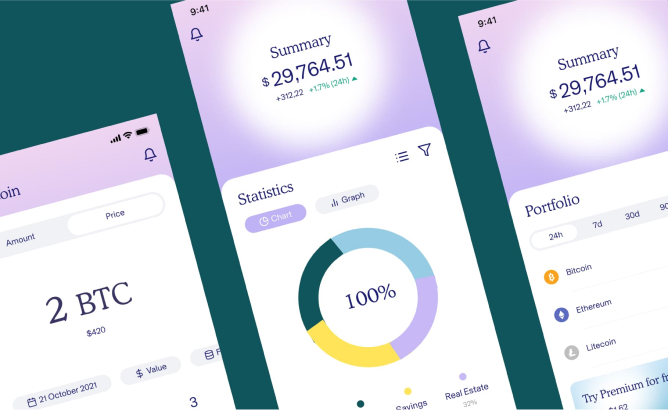 oin
Amount
Price
2 BTC
$420
21 October 2021
Value
3
9:41
Summary
$ 29,764.51
+312,22 +1.7% (24h)
Statistics
Chart
Graph
100%
Savings
Real Estate
32%
9:41
Summary
$ 29,764.51
+312,22 +1.7% (24h)
Portfolio
24h
7d
30d
90
Bitcoin
Ethereum
Litecoin
Try Premium for fr